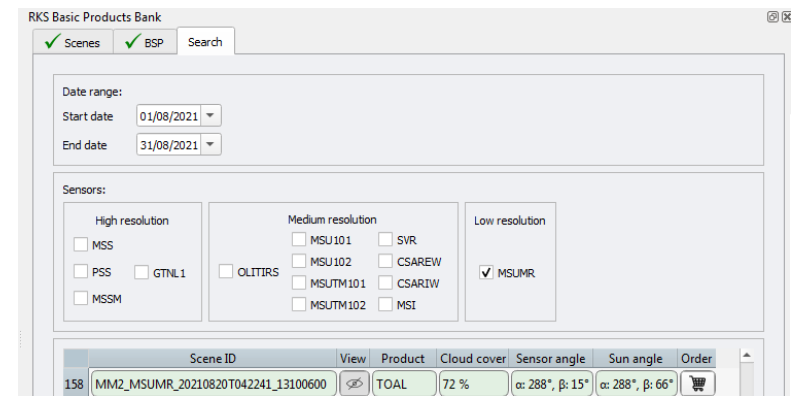 RKS Basic Products Bank
Scenes BSP Search
Date range:
Start date 01/08/2021
End date 31/08/2021
Sensors:
High resolution
MSS
PSS GTNL1
MSSM
Medium resolution
OLITIRS
MSU101 SVR
MSU102 CSAREW
MSUTM101 CSARIW
MSUTM102 MSI
Low resolution
MSUMR
Scene ID View Product Cloud cover Sensor angle Sun angle Order
158 MM2_MSUMR_20210820T042241_13100600 TOAL 72 % α: 288°, β: 15° α: 288°, β: 66°